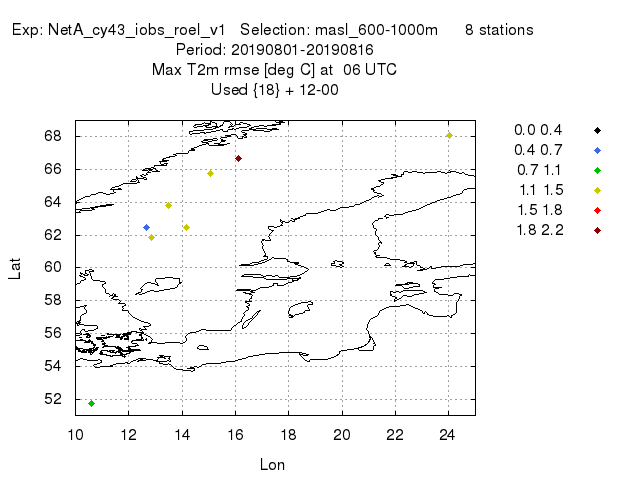 Exp: NetA_cy43_iobs_roel_v1 Selection: masl_600-1000m 8 stations
Period: 20190801-20190816
Max T2m rmse [deg C] at 06 UTC
Used {18} + 12-00
68
66
64
62
60
58
56
54
52
Lat
10 12 14 16 18 20 22 24
Lon
0.0 0.4
0.4 0.7
0.7 1.1
1.1 1.5
1.5 1.8
1.8 2.2